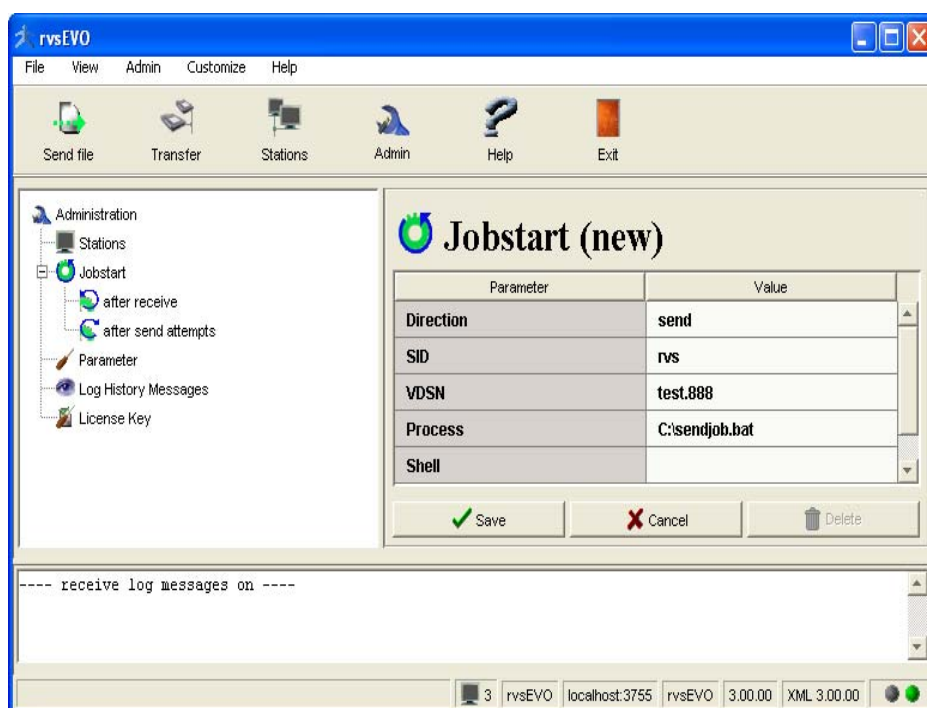 rvsEVO
File View Admin Customize Help
Send file Transfer Stations Admin Help Exit
Administration
Stations
Jobstart
after receive
after send attempts
Parameter
Log History Messages
License Key
Jobstart (new)
Parameter Value
Direction send
SID rvs
VDSN test.888
Process C:\sendjob.bat
Shell
Save Cancel Delete
---- receive log messages on ----
3 rvsEVO localhost:3755 rvsEVO 3.00.00 XML 3.00.00